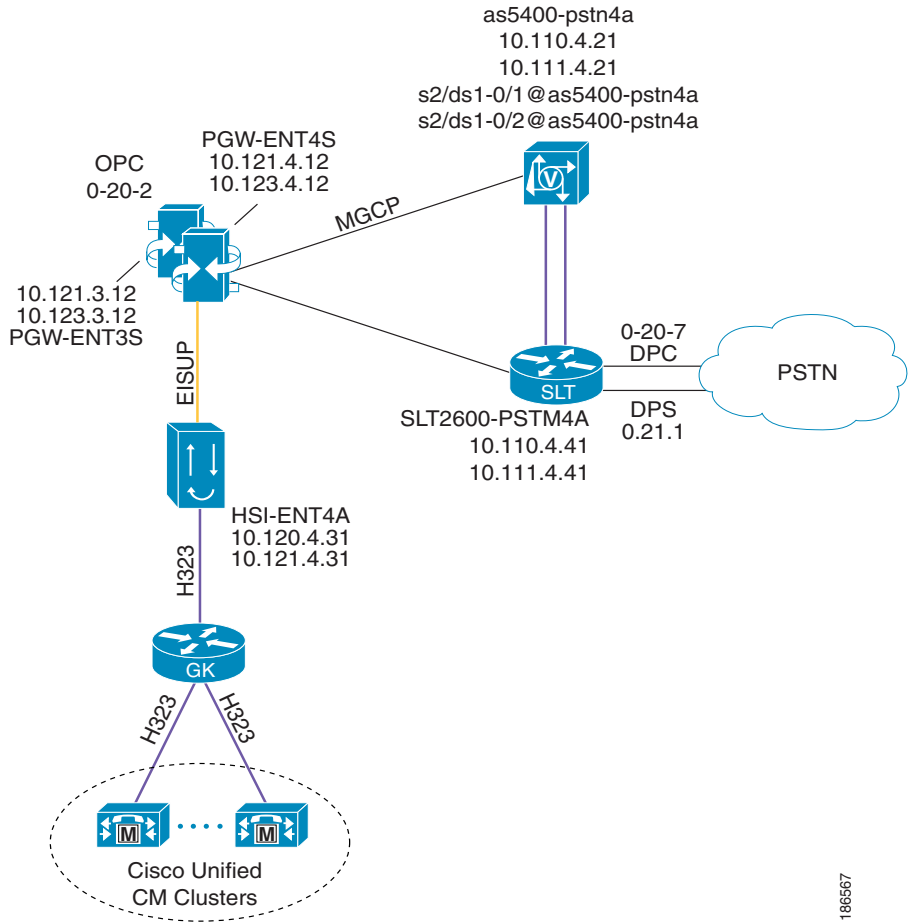 as5400-pstn4a
10.110.4.21
10.111.4.21
s2/ds1-0/1@as5400-pstn4a
s2/ds1-0/2@as5400-pstn4a
PGW-ENT4S
10.121.4.12
10.123.4.12
OPC
0-20-2
V
MGCP
10.121.3.12
10.123.3.12
PGW-ENT3S
EISUP
0-20-7
DPC
PSTN
SLT
DPS
0.21.1
SLT2600-PSTM4A
10.110.4.41
10.111.4.41
HSI-ENT4A
10.120.4.31
10.121.4.31
H323
GK
H323
H323
M
M
Cisco Unified
CM Clusters
186567